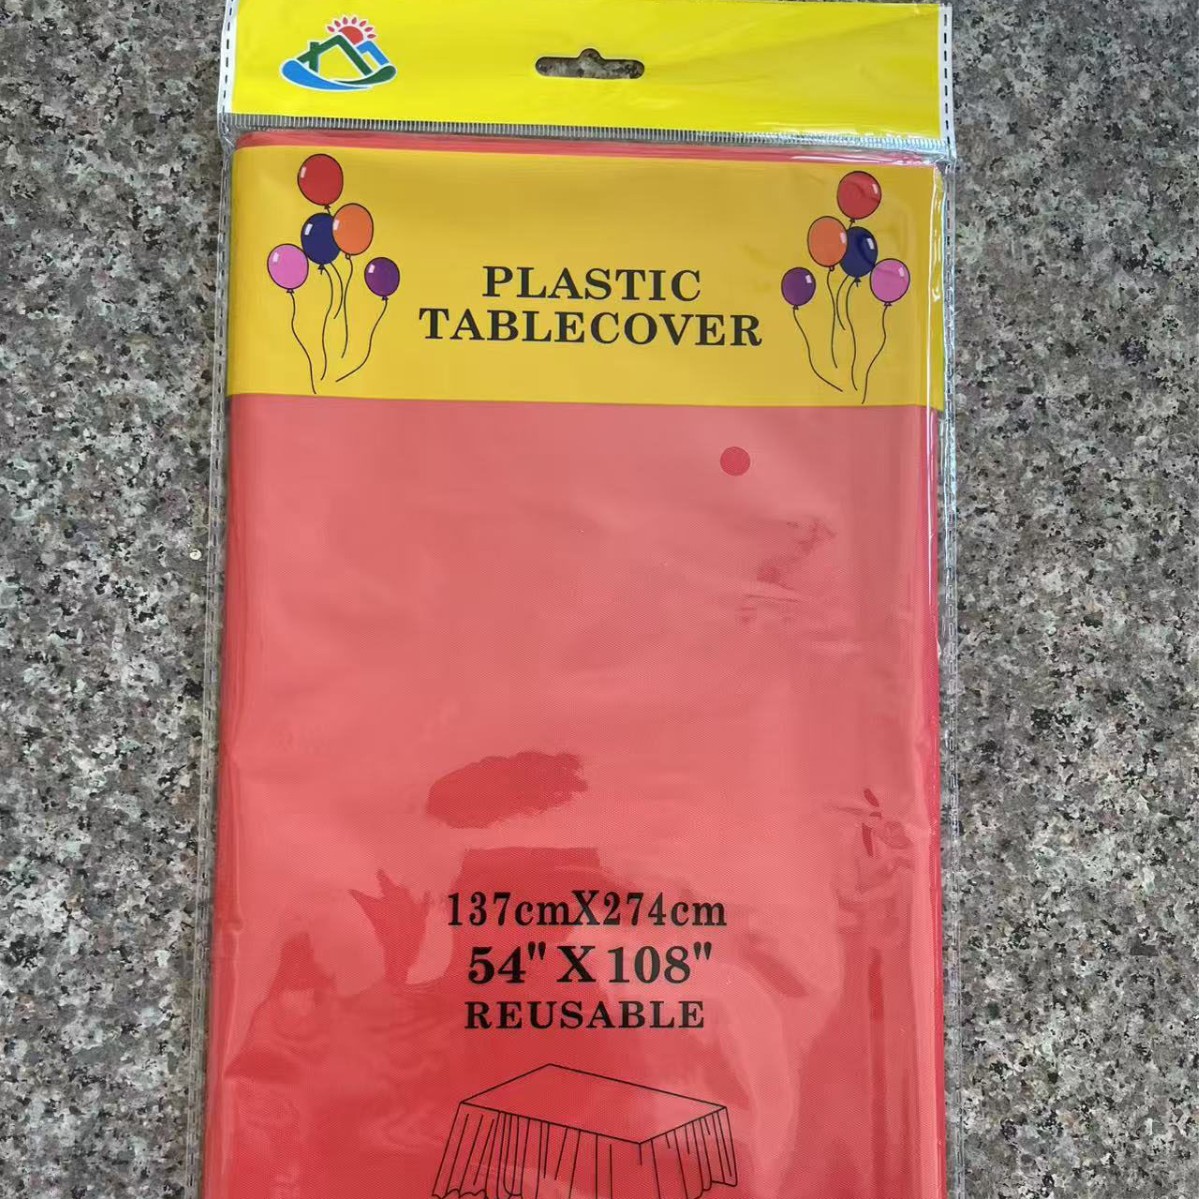 PLASTIC
TABLECOVER
137cmX274cm
54" X 108"
REUSABLE